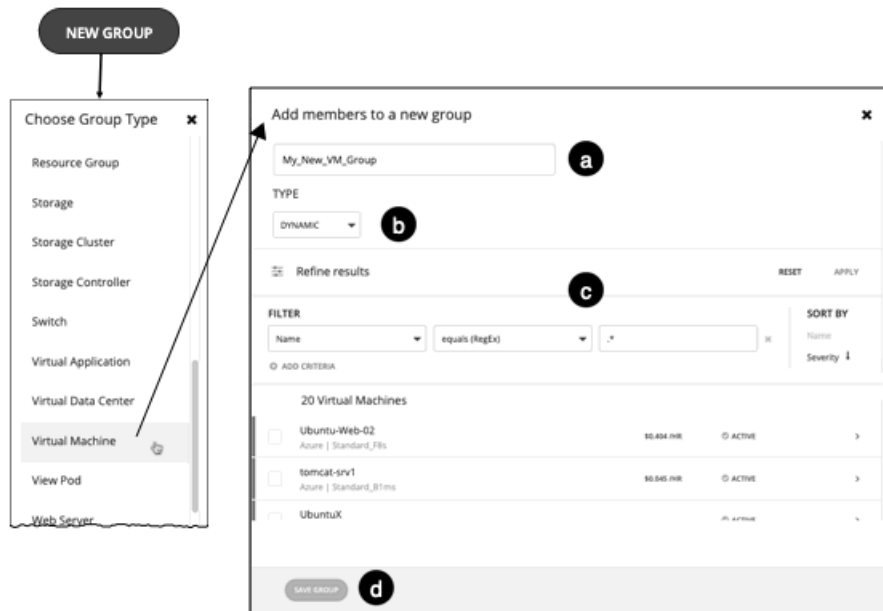 NEW GROUP
Choose Group Type
Resource Group
Storage
Storage Cluster
Storage Controller
Switch
Virtual Application
Virtual Data Center
Virtual Machine
View Pod
Web Server
Add members to a new group
My_New_VM_Group
a
TYPE
DYNAMIC
b
Refine results
RESET
APPLY
c
FILTER
SORT BY
Name
equals (RegEx)
.*
Name
ADD CRITERIA
Severity
20 Virtual Machines
Ubuntu-Web-02
Azure | Standard_F8s
$0.404 /HR
ACTIVE
tomcat-srv1
Azure | Standard_B1ms
$0.045 /HR
ACTIVE
UbuntuX
ACTIVE
SAVE GROUP
d